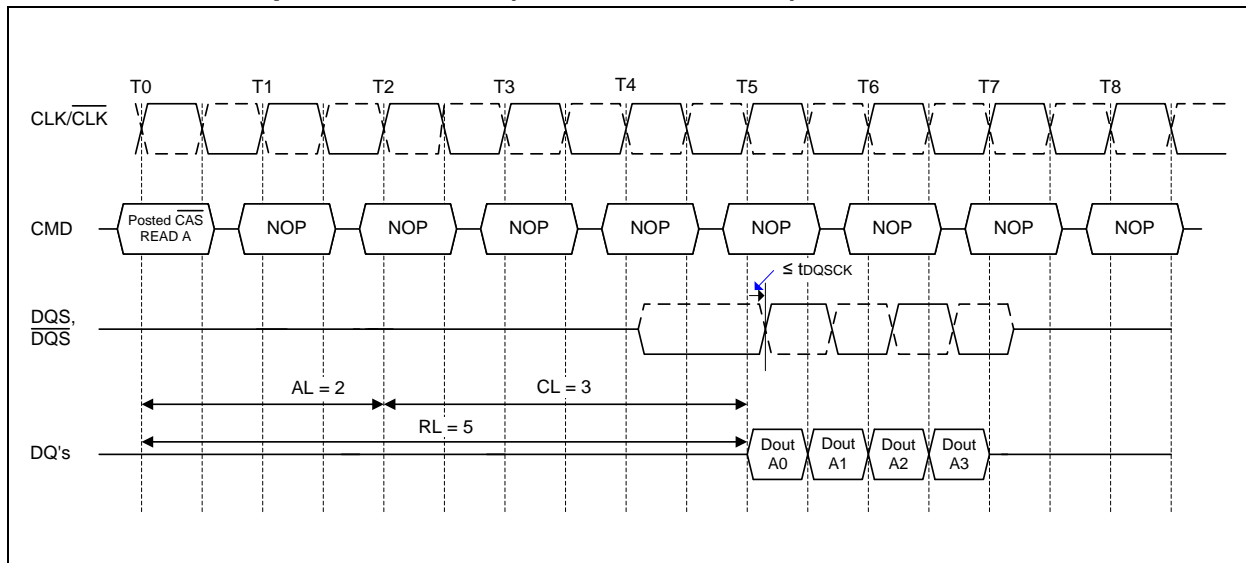 T0 T1 T2 T3 T4 T5 T6 T7 T8
CLK/CLK
CMD
Posted CAS
READ A
NOP NOP NOP NOP NOP NOP NOP NOP
≤ tDQSCK
DQS,
DQS
AL = 2 CL = 3
RL = 5
DQ's
Dout
A0
Dout
A1
Dout
A2
Dout
A3